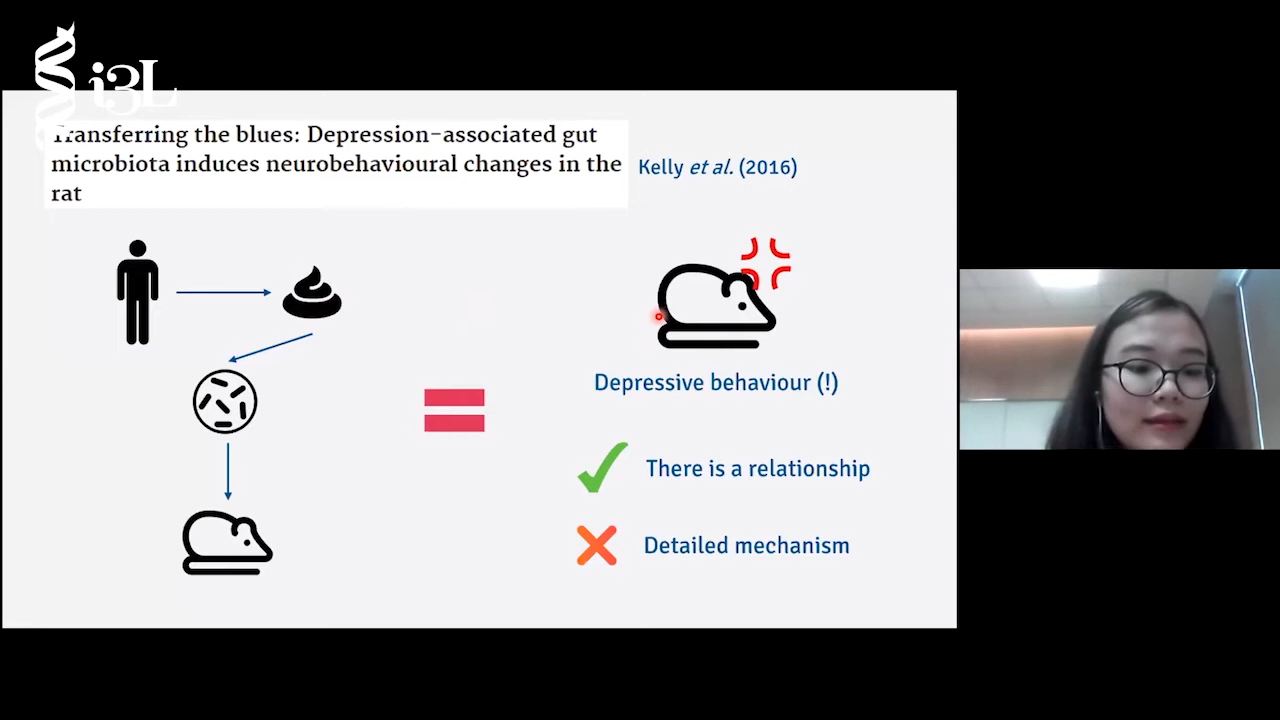 i3L
Transferring the blues: Depression-associated gut
microbiota induces neurobehavioural changes in the
rat
Kelly et al. (2016)
Depressive behaviour (!)
There is a relationship
Detailed mechanism